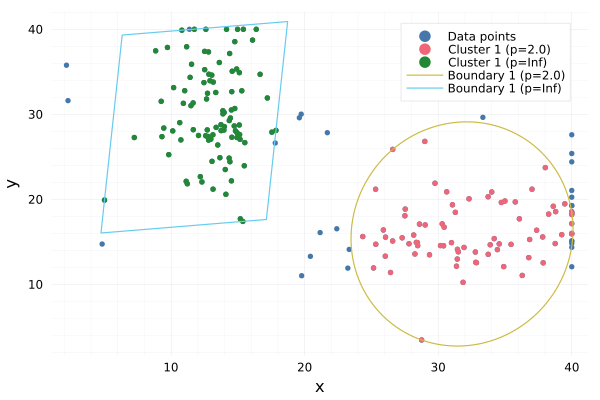 40
30
20
10
y
10
20
30
40
x
Data points
Cluster 1 (p=2.0)
Cluster 1 (p=Inf)
Boundary 1 (p=2.0)
Boundary 1 (p=Inf)